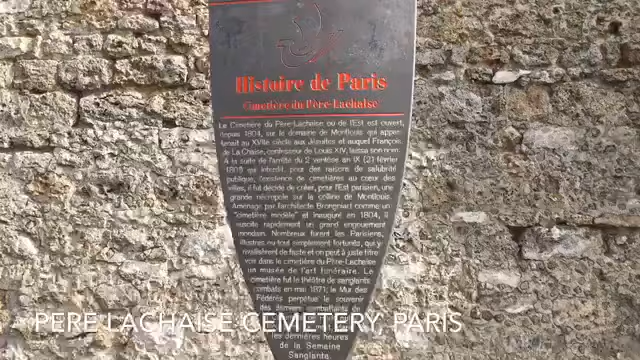 Histoire de Paris
Cimetière du Père-Lachaise
Le Cimetière du Père-Lachaise ou de l'Est est ouvert,
depuis 1804, sur le domaine de Montlouis qui appar-
tenait au XVIIe siècle aux Jésuites et auquel François
de La Chaise, confesseur de Louis XIV, laissa son nom.
A la suite de l'arrêté du 2 ventôse an IX (21 février
1801) qui interdit, pour des raisons de salubrité
publique, l'existence de cimetières au cœur des
villes, il fut décidé de créer, pour l'Est parisien, une
grande nécropole sur la colline de Montlouis.
Aménagé par l'architecte Brongniart comme un
"cimetière modèle" et inauguré en 1804, il
suscite rapidement un grand engouement
mondain. Nombreux furent les Parisiens,
illustres ou tout simplement fortunés, qui y
rivalisèrent de faste et on peut à juste titre
voir dans le cimetière du Père-Lachaise
un musée de l'art funéraire. Le
cimetière fut le théâtre de sanglants
combats en mai 1871; le Mur des
Fédérés perpétue le souvenir
des derniers combattants de
les dernières heures
de la Semaine
Sanglante.
PERE LACHAISE CEMETERY, PARIS